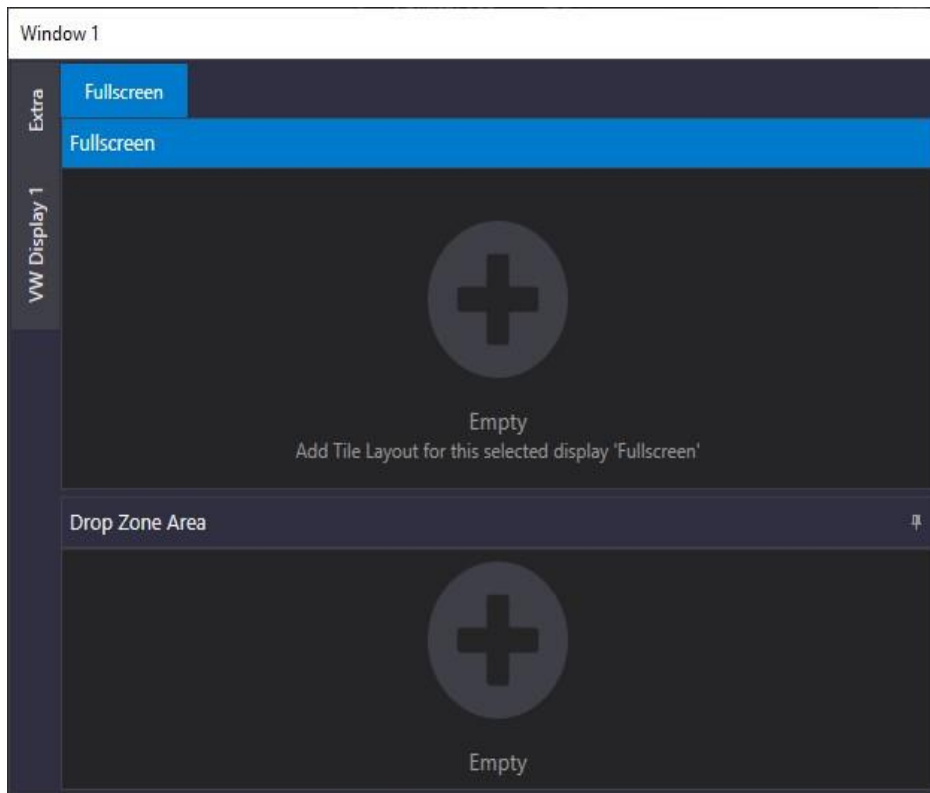 Window 1
Extra
VW Display 1
Fullscreen
Fullscreen
Empty
Add Tile Layout for this selected display 'Fullscreen'
Drop Zone Area
Empty